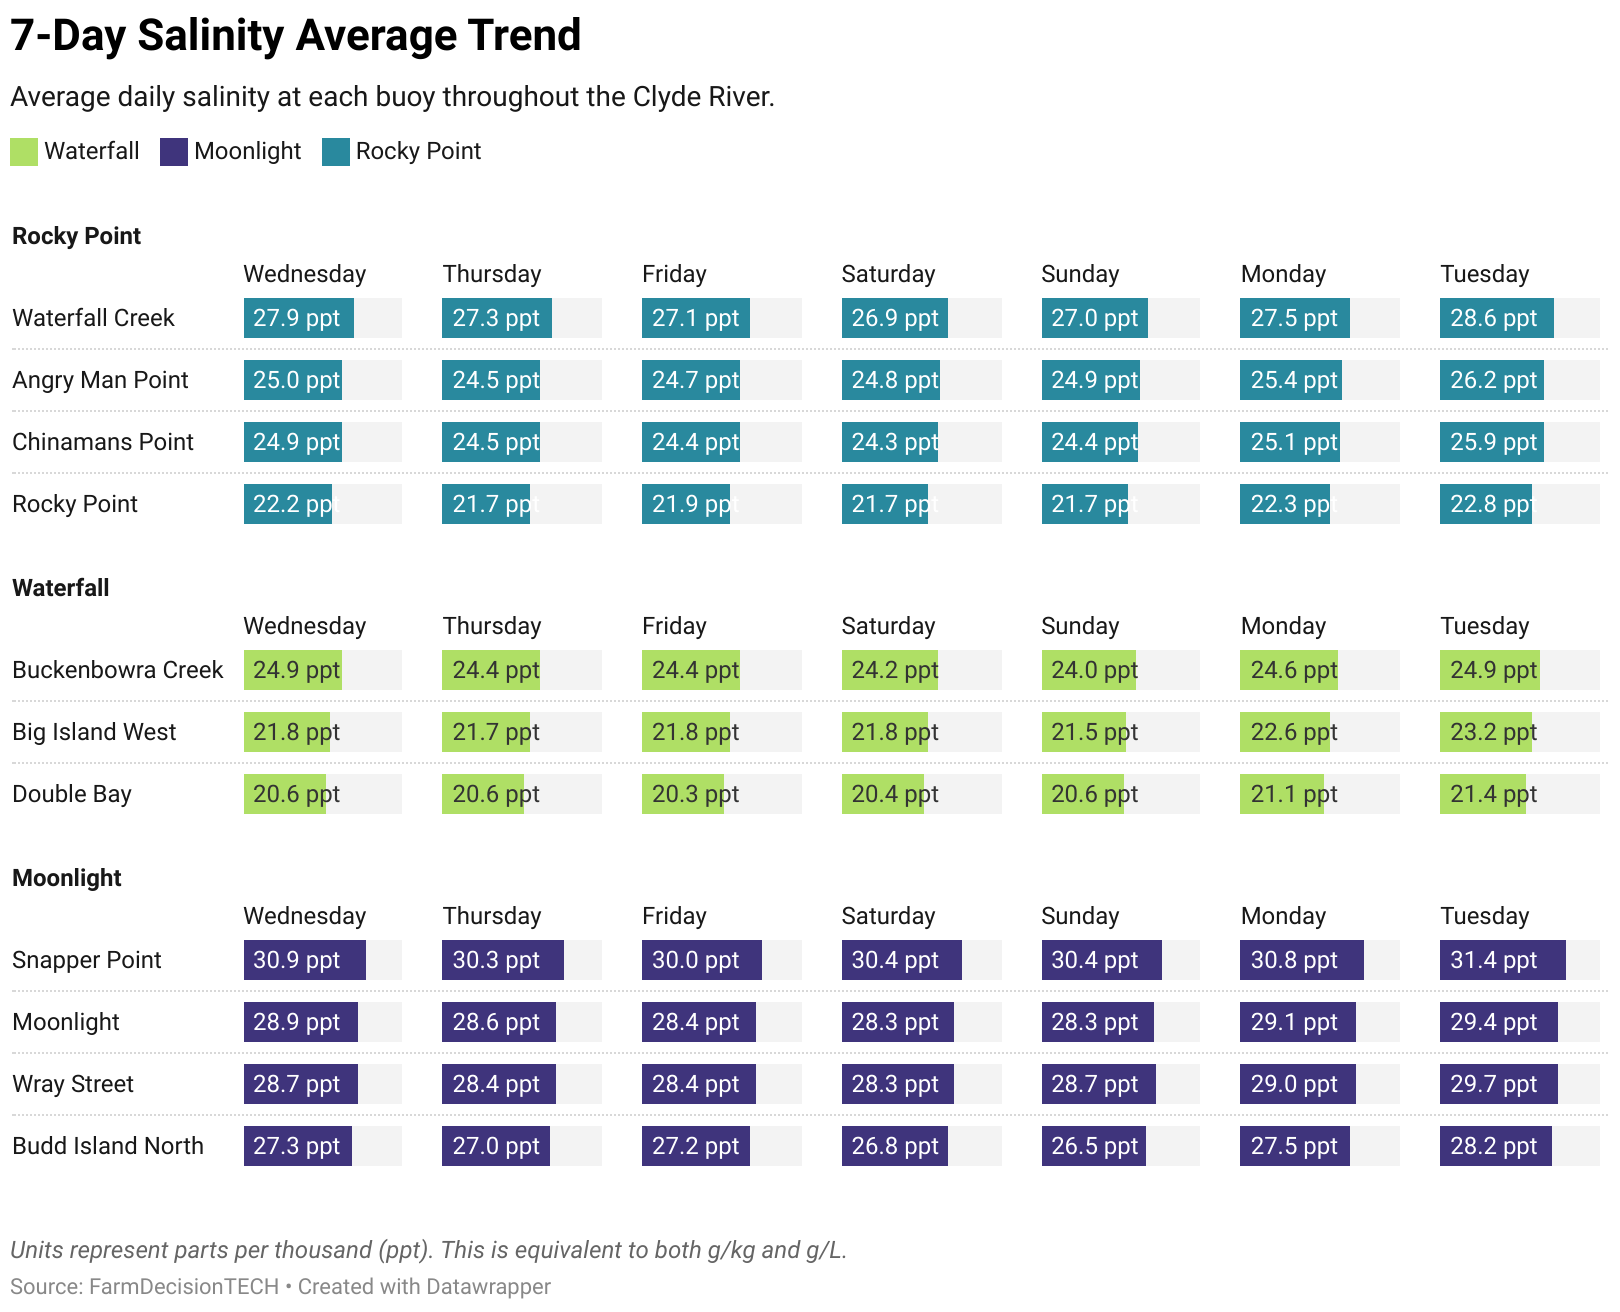 7-Day Salinity Average Trend
Average daily salinity at each buoy throughout the Clyde River.
Waterfall Moonlight Rocky Point
Rocky Point
Wednesday Thursday Friday Saturday Sunday Monday Tuesday
Waterfall Creek 27.9 ppt 27.3 ppt 27.1 ppt 26.9 ppt 27.0 ppt 27.5 ppt 28.6 ppt
Angry Man Point 25.0 ppt 24.5 ppt 24.7 ppt 24.8 ppt 24.9 ppt 25.4 ppt 26.2 ppt
Chinamans Point 24.9 ppt 24.5 ppt 24.4 ppt 24.3 ppt 24.4 ppt 25.1 ppt 25.9 ppt
Rocky Point 22.2 ppt 21.7 ppt 21.9 ppt 21.7 ppt 21.7 ppt 22.3 ppt 22.8 ppt
Waterfall
Wednesday Thursday Friday Saturday Sunday Monday Tuesday
Buckenbowra Creek 24.9 ppt 24.4 ppt 24.4 ppt 24.2 ppt 24.0 ppt 24.6 ppt 24.9 ppt
Big Island West 21.8 ppt 21.7 ppt 21.8 ppt 21.8 ppt 21.5 ppt 22.6 ppt 23.2 ppt
Double Bay 20.6 ppt 20.6 ppt 20.3 ppt 20.4 ppt 20.6 ppt 21.1 ppt 21.4 ppt
Moonlight
Wednesday Thursday Friday Saturday Sunday Monday Tuesday
Snapper Point 30.9 ppt 30.3 ppt 30.0 ppt 30.4 ppt 30.4 ppt 30.8 ppt 31.4 ppt
Moonlight 28.9 ppt 28.6 ppt 28.4 ppt 28.3 ppt 28.3 ppt 29.1 ppt 29.4 ppt
Wray Street 28.7 ppt 28.4 ppt 28.4 ppt 28.3 ppt 28.7 ppt 29.0 ppt 29.7 ppt
Budd Island North 27.3 ppt 27.0 ppt 27.2 ppt 26.8 ppt 26.5 ppt 27.5 ppt 28.2 ppt
Units represent parts per thousand (ppt). This is equivalent to both g/kg and g/L.
Source: FarmDecisionTECH • Created with Datawrapper